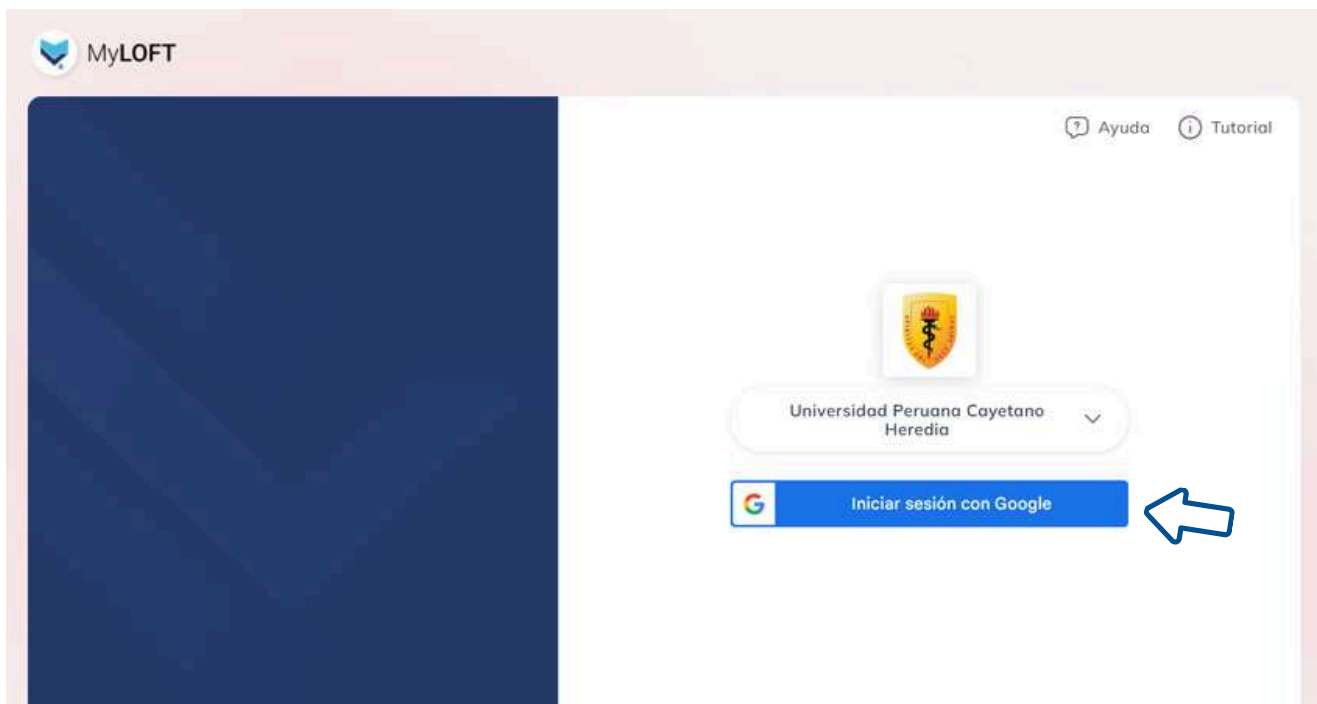 MyLOFT
Ayuda
Tutorial
Universidad Peruana Cayetano
Heredia
Iniciar sesión con Google